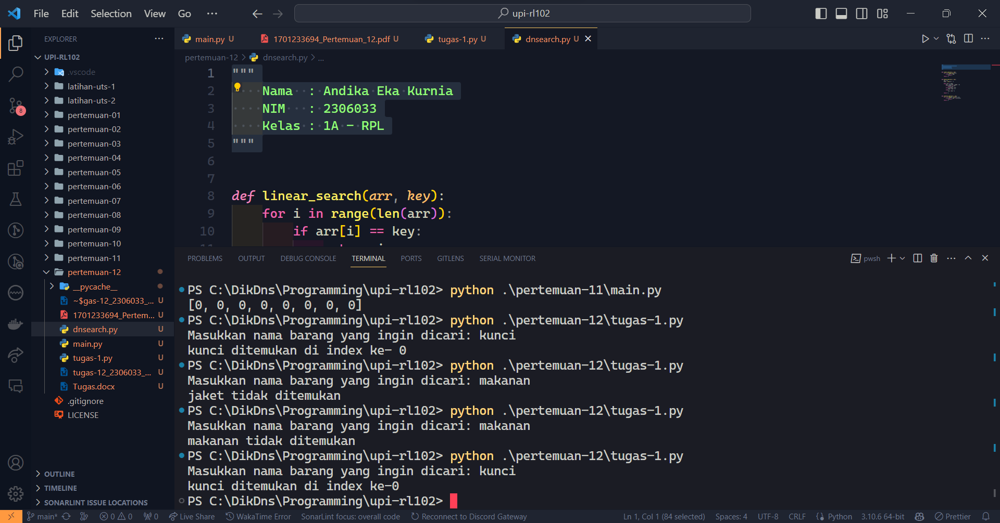 File Edit Selection View Go ··· upi-rl102
EXPLORER ···
UPI-RL102
.vscode
latihan-uts-1
latihan-uts-2
pertemuan-01
pertemuan-02
pertemuan-03
pertemuan-04
pertemuan-05
pertemuan-06
pertemuan-07
pertemuan-08
pertemuan-09
pertemuan-10
pertemuan-11
pertemuan-12
__pycache__
~$gas-12_2306033_... U
1701233694_Pertem... U
dnsearch.py U
main.py U
tugas-1.py U
tugas-12_2306033_... U
Tugas.docx U
.gitignore
LICENSE
OUTLINE
TIMELINE
SONARLINT ISSUE LOCATIONS
8
main.py U 1701233694_Pertemuan_12.pdf U tugas-1.py U dnsearch.py U
pertemuan-12 > dnsearch.py > ...
1 """
2 Nama : Andika Eka Kurnia
3 NIM : 2306033
4 Kelas : 1A - RPL
5 """
6
7
8 def linear_search(arr, key):
9 for i in range(len(arr)):
10 if arr[i] == key:
PROBLEMS OUTPUT DEBUG CONSOLE TERMINAL PORTS GITLENS SERIAL MONITOR pwsh
PS C:\DikDns\Programming\upi-rl102> python .\pertemuan-11\main.py
[0, 0, 0, 0, 0, 0, 0, 0]
PS C:\DikDns\Programming\upi-rl102> python .\pertemuan-12\tugas-1.py
Masukkan nama barang yang ingin dicari: kunci
kunci ditemukan di index ke- 0
PS C:\DikDns\Programming\upi-rl102> python .\pertemuan-12\tugas-1.py
Masukkan nama barang yang ingin dicari: makanan
jaket tidak ditemukan
PS C:\DikDns\Programming\upi-rl102> python .\pertemuan-12\tugas-1.py
Masukkan nama barang yang ingin dicari: makanan
makanan tidak ditemukan
PS C:\DikDns\Programming\upi-rl102> python .\pertemuan-12\tugas-1.py
Masukkan nama barang yang ingin dicari: kunci
kunci ditemukan di index ke-0
PS C:\DikDns\Programming\upi-rl102>
main* 0 0 0 Live Share WakaTime Error SonarLint focus: overall code Reconnect to Discord Gateway Ln 1, Col 1 (84 selected) Spaces: 4 UTF-8 CRLF Python 3.10.6 64-bit Prettier